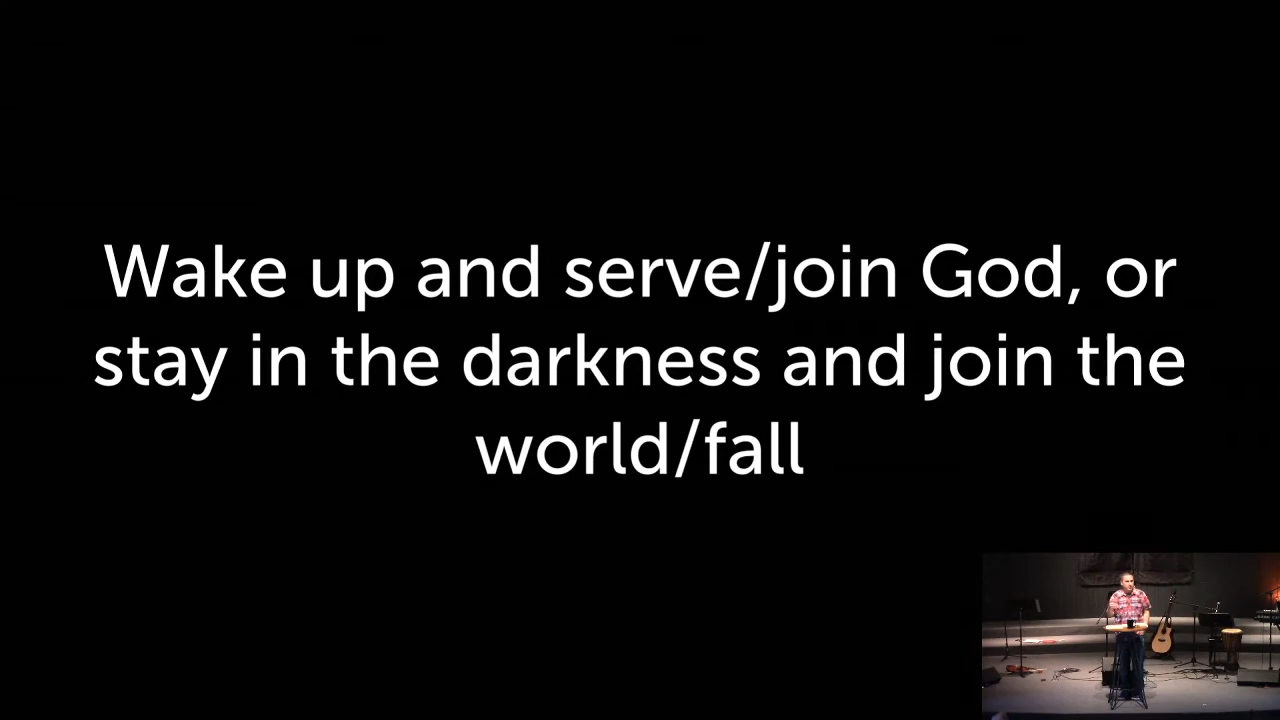 Wake up and serve/join God, or
stay in the darkness and join the
world/fall